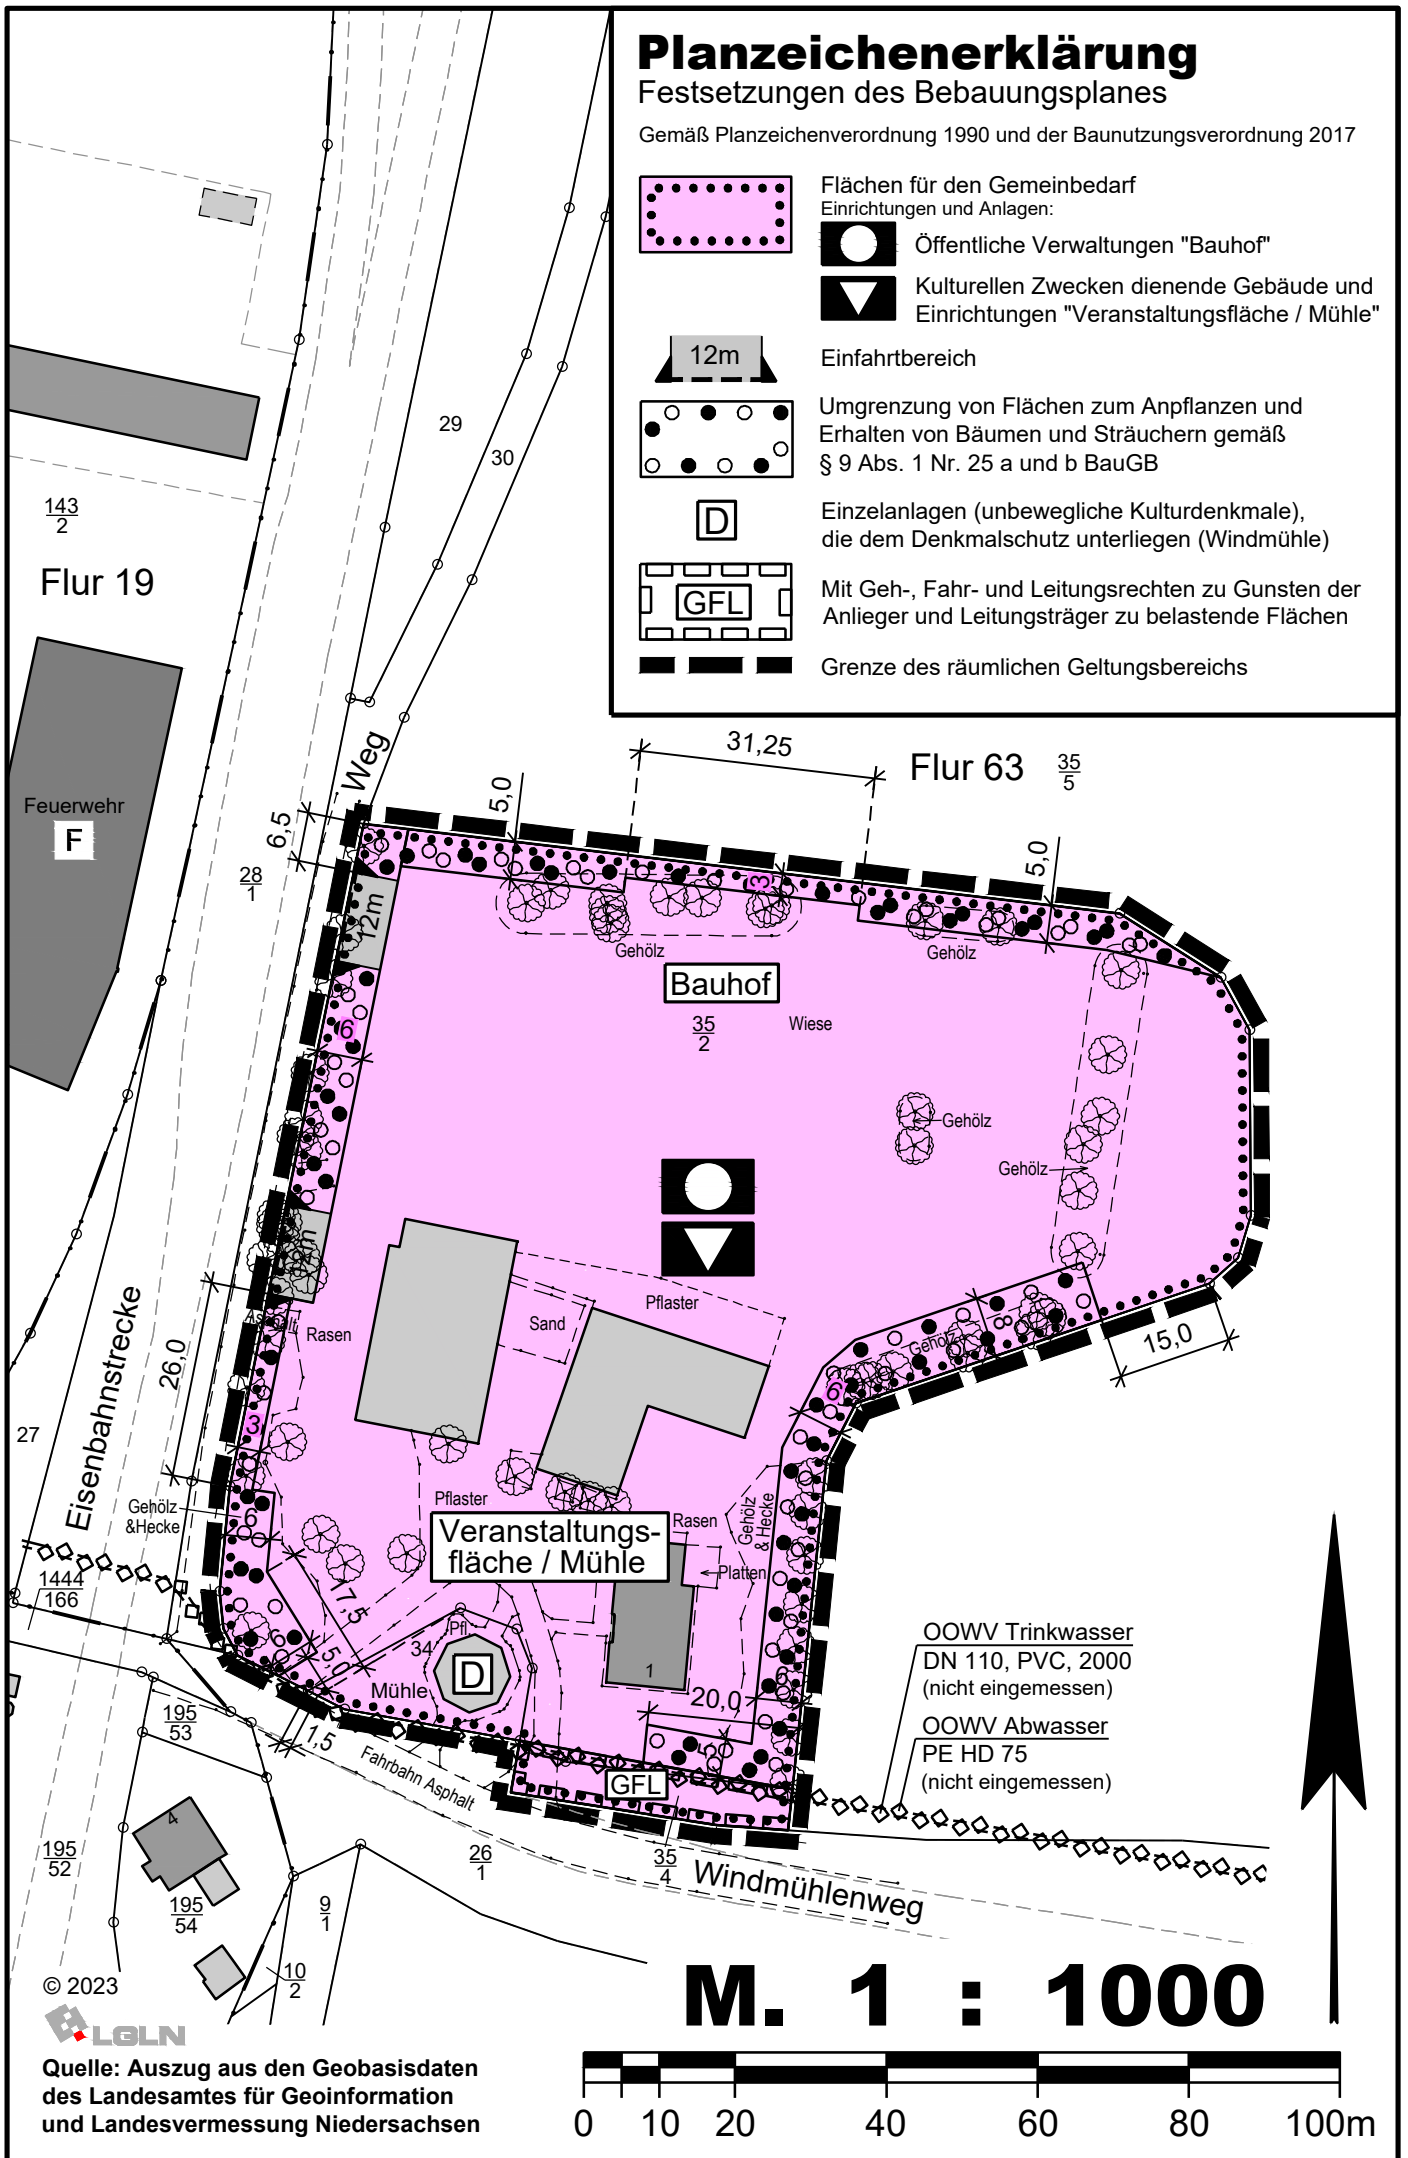 Planzeichenerklärung
Festsetzungen des Bebauungsplanes
Gemäß Planzeichenverordnung 1990 und der Baunutzungsverordnung 2017
Flächen für den Gemeinbedarf
Einrichtungen und Anlagen:
Öffentliche Verwaltungen "Bauhof"
Kulturellen Zwecken dienende Gebäude und
Einrichtungen "Veranstaltungsfläche / Mühle"
12m
Einfahrtbereich
Umgrenzung von Flächen zum Anpflanzen und
Erhalten von Bäumen und Sträuchern gemäß
§ 9 Abs. 1 Nr. 25 a und b BauGB
D
Einzelanlagen (unbewegliche Kulturdenkmale),
die dem Denkmalschutz unterliegen (Windmühle)
GFL
Mit Geh-, Fahr- und Leitungsrechten zu Gunsten der
Anlieger und Leitungsträger zu belastende Flächen
Grenze des räumlichen Geltungsbereichs
29
30
143
2
Flur 19
Weg
31,25
Flur 63
35
5
Feuerwehr
F
6,5
5,0
5,0
28
1
3
12m
Gehölz
Gehölz
Bauhof
35
2
Wiese
6
Gehölz
Gehölz
12m
Pflaster
Sand
Asphalt
Rasen
8
Gehölz
15,0
26,0
6
Eisenbahnstrecke
27
3
Gehölz
&Hecke
6
Pflaster
Veranstaltungs-
fläche / Mühle
Rasen
Gehölz
& Hecke
Platten
1444
166
17,5
6
5,0
34
Pfl.
D
Mühle
1
6
20,0
5
OOWV Trinkwasser
DN 110, PVC, 2000
(nicht eingemessen)
OOWV Abwasser
PE HD 75
(nicht eingemessen)
195
53
1,5
Fahrbahn Asphalt
GFL
4
195
52
195
54
26
1
35
4
Windmühlenweg
9
1
10
2
© 2023
LGLN
M. 1 : 1000
Quelle: Auszug aus den Geobasisdaten
des Landesamtes für Geoinformation
und Landesvermessung Niedersachsen
0 10 20 40 60 80 100m